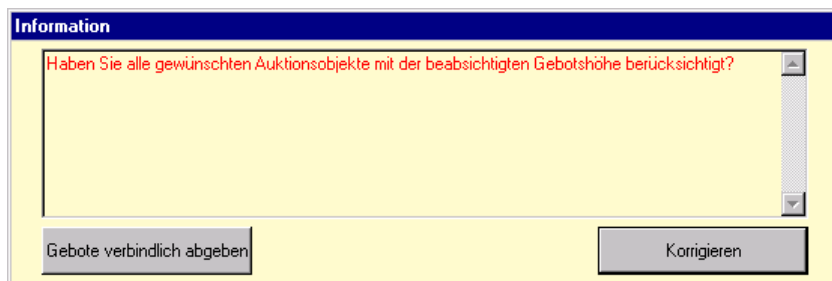 Information
Haben Sie alle gewünschten Auktionsobjekte mit der beabsichtigten Gebotshöhe berücksichtigt?
Gebote verbindlich abgeben
Korrigieren